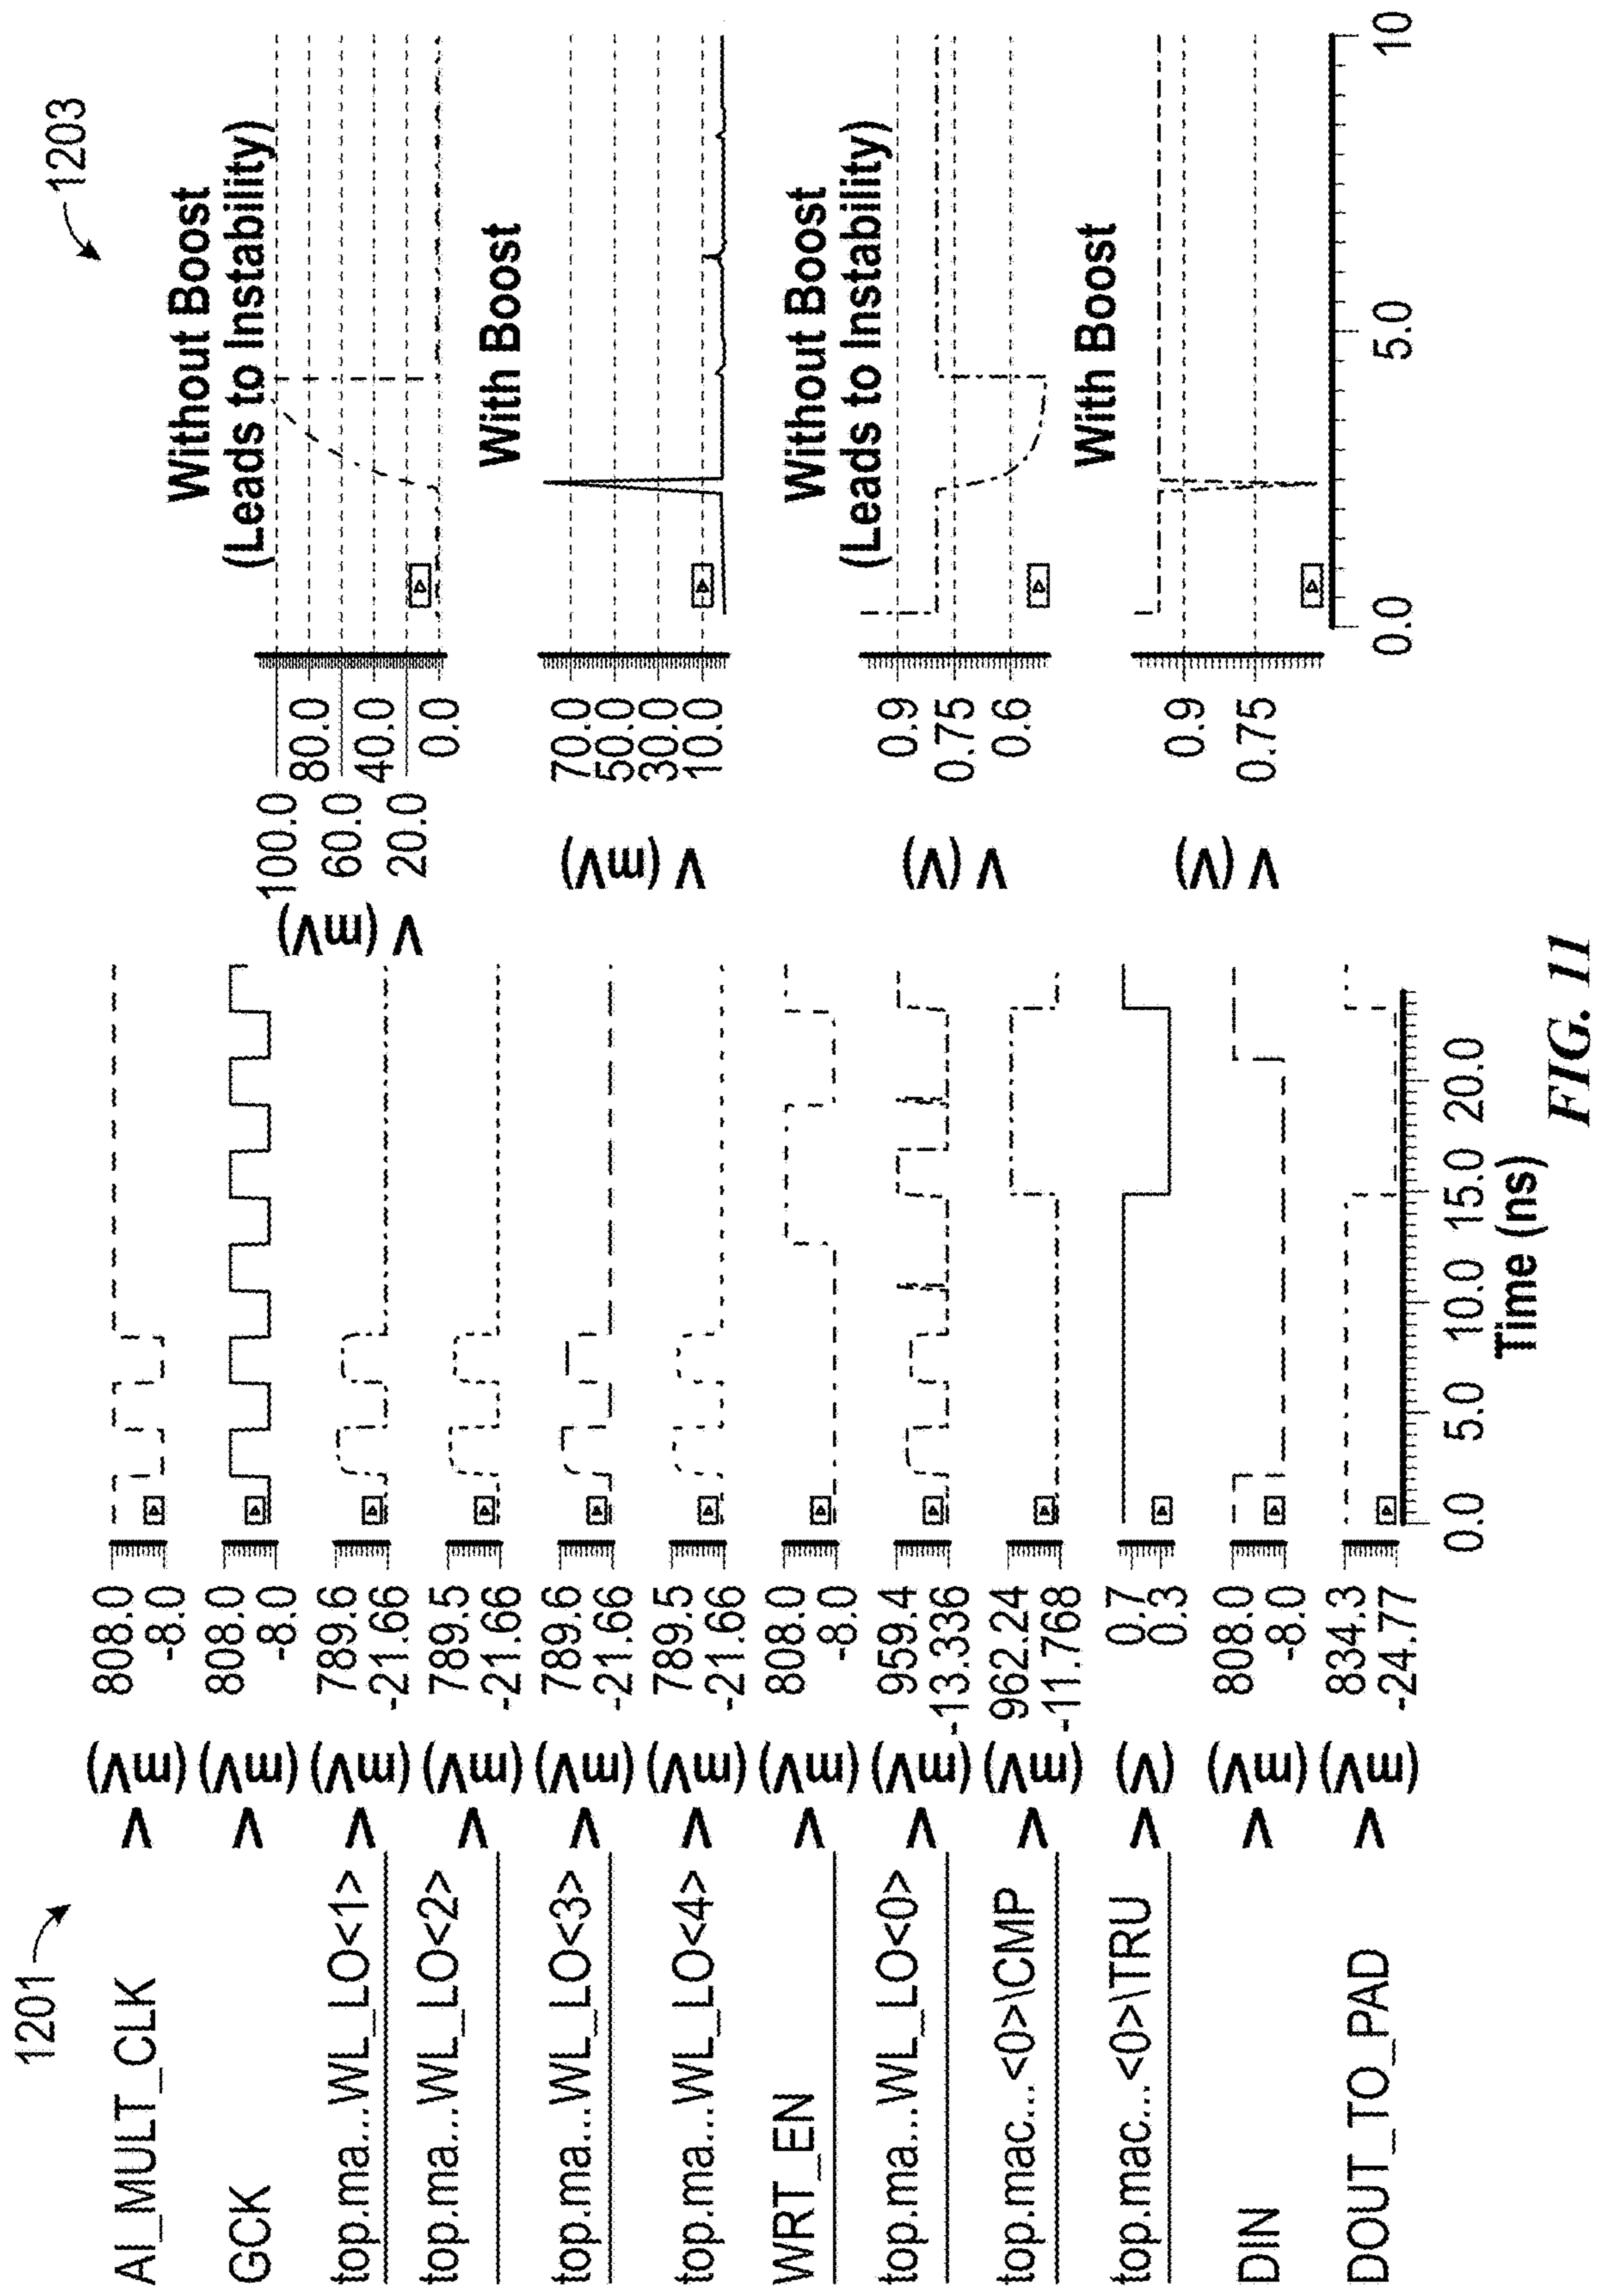 1201
AI_MULT_CLK V (mV) 808.0 -8.0
GCK V (mV) 808.0 -8.0
top.ma...WL_LO<1> V (mV) 789.6 -21.66
top.ma...WL_LO<2> V (mV) 789.5 -21.66
top.ma...WL_LO<3> V (mV) 789.6 -21.66
top.ma...WL_LO<4> V (mV) 789.5 -21.66
WRT_EN V (mV) 808.0 -8.0
top.ma...WL_LO<0> V (mV) 959.4 -13.336
top.mac...<0>\CMP V (mV) 962.24 -11.768
top.mac...<0>\TRU V (V) 0.7 0.3
DIN V (mV) 808.0 -8.0
DOUT_TO_PAD V (mV) 834.3 -24.77
0.0 5.0 10.0 15.0 20.0
Time (ns)
1203
Without Boost
(Leads to Instability)
V (mV) 100.0 80.0 60.0 40.0 20.0 0.0
With Boost
V (mV) 70.0 50.0 30.0 10.0
Without Boost
(Leads to Instability)
V (V) 0.9 0.75 0.6
With Boost
V (V) 0.9 0.75
0.0 5.0 10
FIG. 11